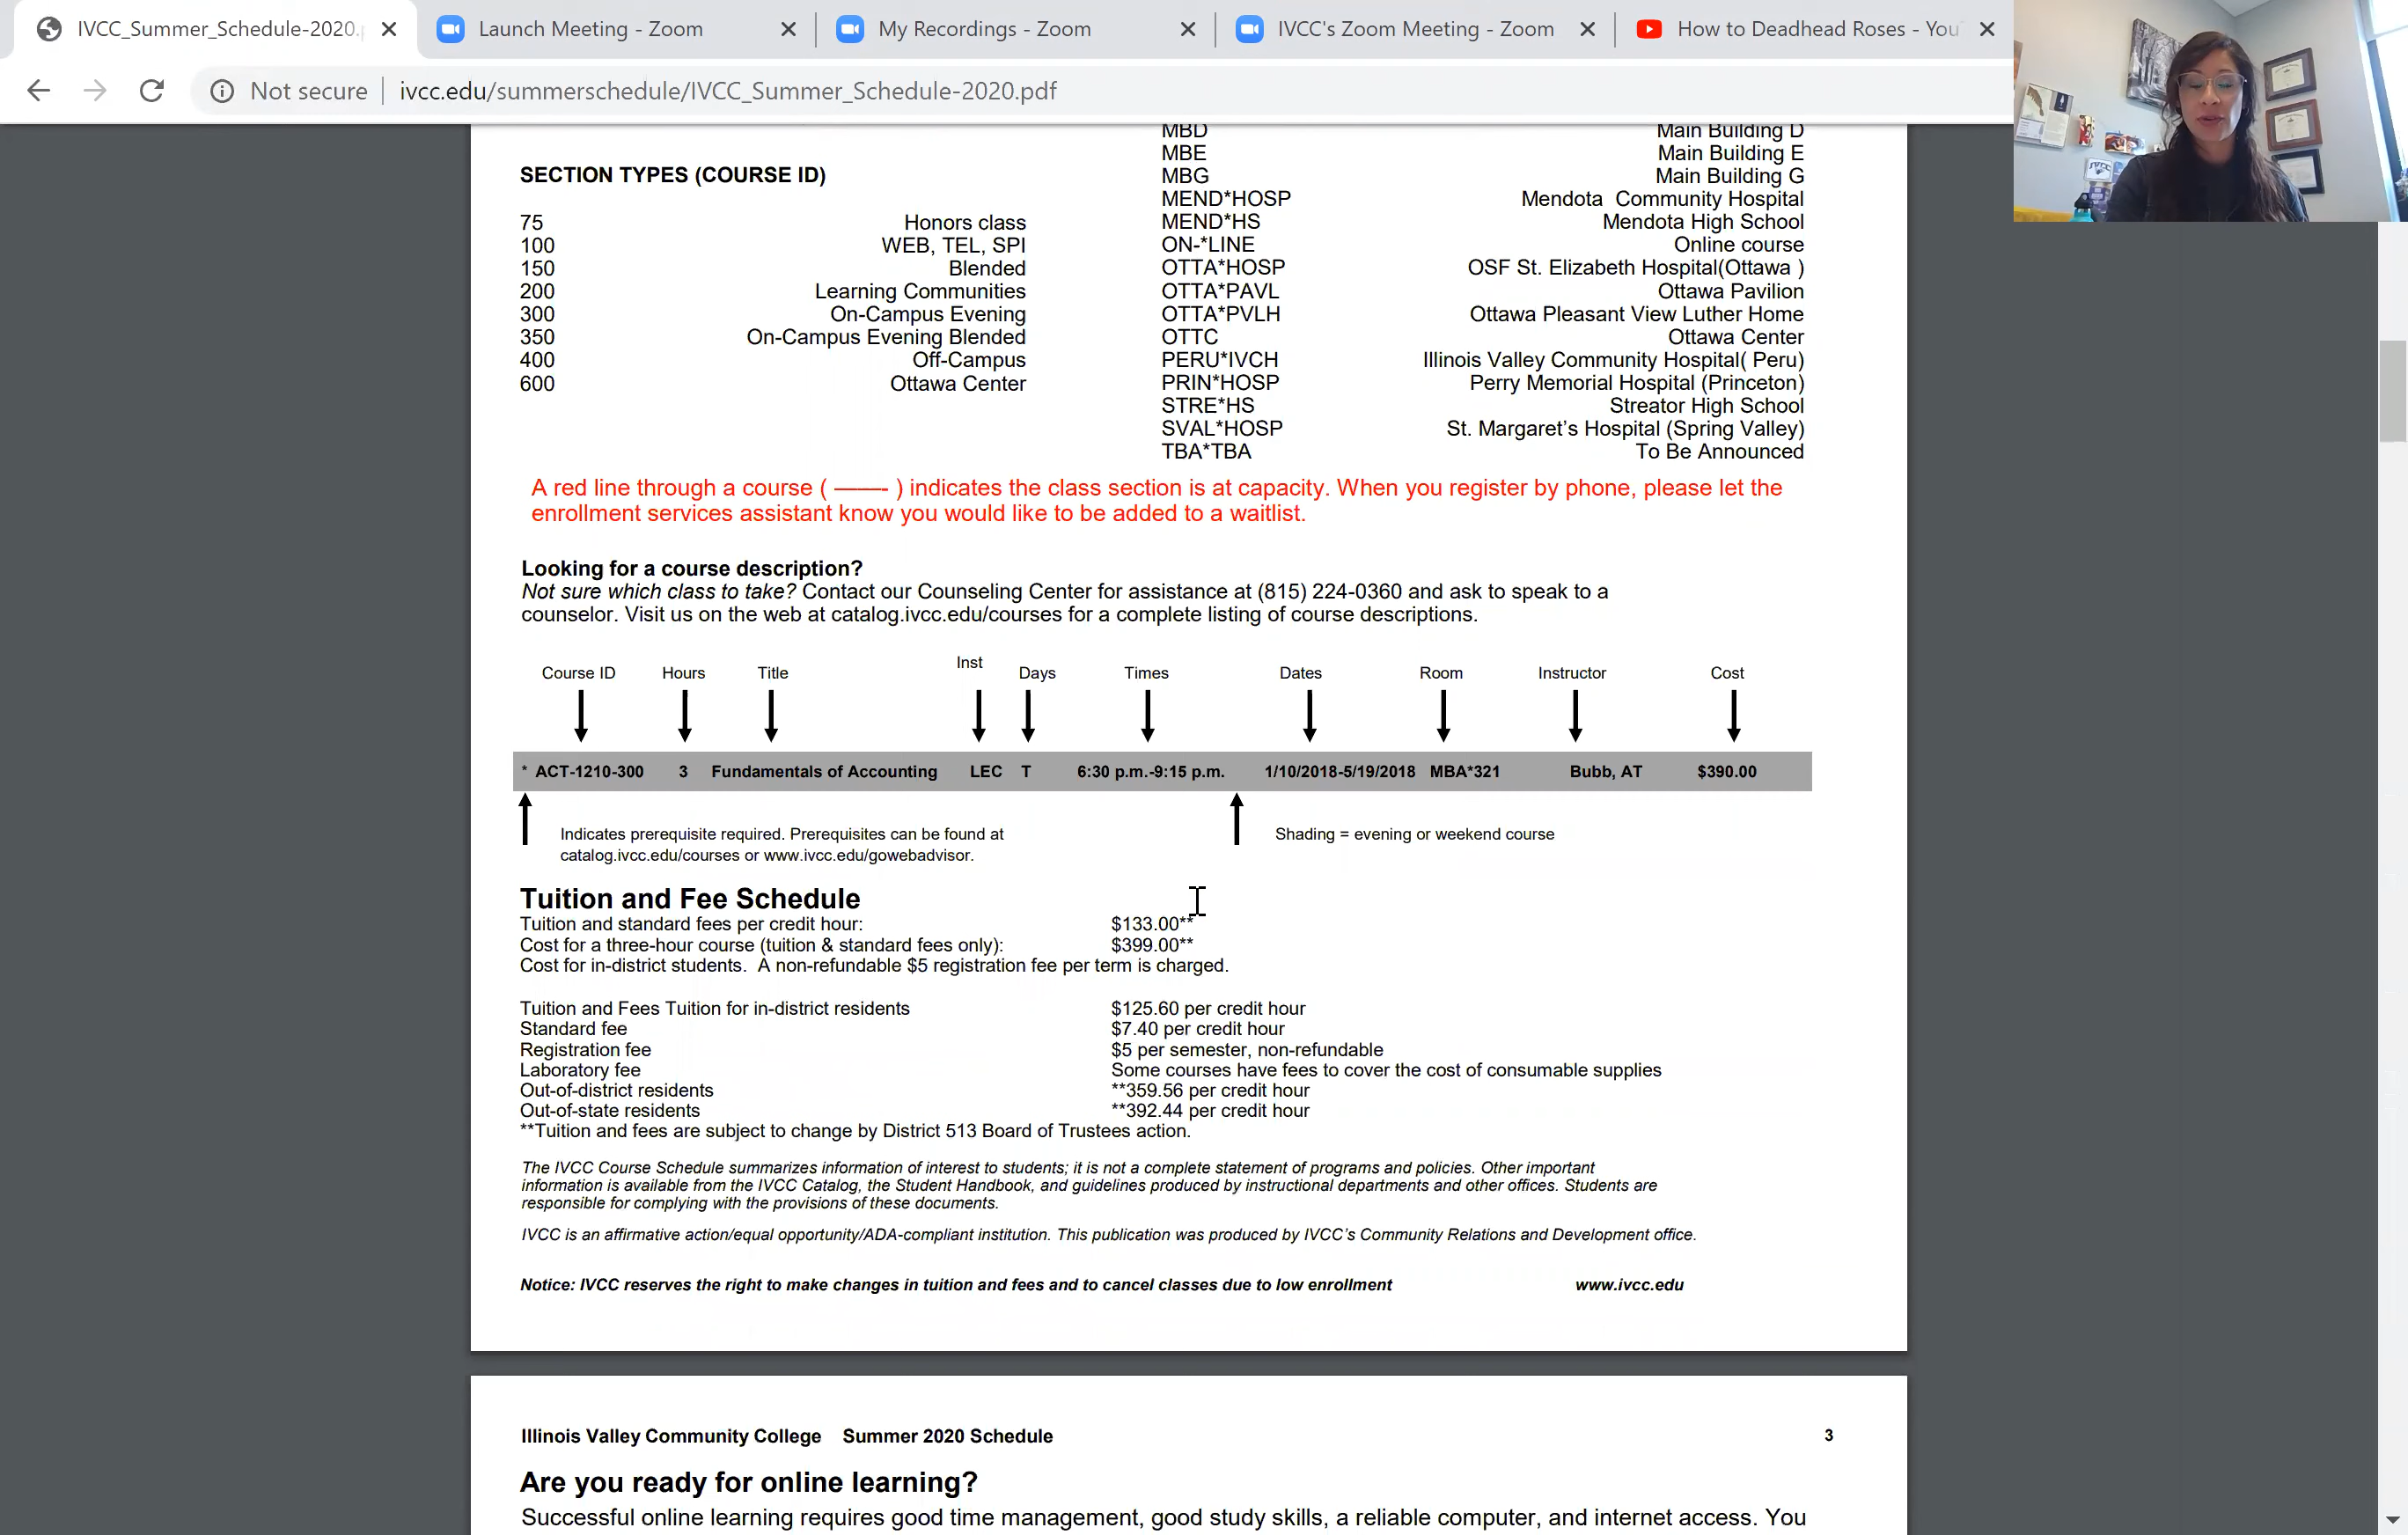 IVCC_Summer_Schedule-2020.p
Launch Meeting - Zoom
My Recordings - Zoom
IVCC's Zoom Meeting - Zoom
How to Deadhead Roses - You
Not secure
ivcc.edu/summerschedule/IVCC_Summer_Schedule-2020.pdf
MBD Main Building D
MBE Main Building E
SECTION TYPES (COURSE ID)
MBG Main Building G
MEND*HOSP Mendota Community Hospital
75 Honors class
MEND*HS Mendota High School
100 WEB, TEL, SPI
ON-*LINE Online course
150 Blended
OTTA*HOSP OSF St. Elizabeth Hospital(Ottawa )
200 Learning Communities
OTTA*PAVL Ottawa Pavilion
300 On-Campus Evening
OTTA*PVLH Ottawa Pleasant View Luther Home
350 On-Campus Evening Blended
OTTC Ottawa Center
400 Off-Campus
PERU*IVCH Illinois Valley Community Hospital( Peru)
600 Ottawa Center
PRIN*HOSP Perry Memorial Hospital (Princeton)
STRE*HS Streator High School
SVAL*HOSP St. Margaret's Hospital (Spring Valley)
TBA*TBA To Be Announced
A red line through a course ( ——- ) indicates the class section is at capacity. When you register by phone, please let the
enrollment services assistant know you would like to be added to a waitlist.
Looking for a course description?
Not sure which class to take? Contact our Counseling Center for assistance at (815) 224-0360 and ask to speak to a
counselor. Visit us on the web at catalog.ivcc.edu/courses for a complete listing of course descriptions.
Course ID Hours Title Inst Days Times Dates Room Instructor Cost
* ACT-1210-300 3 Fundamentals of Accounting LEC T 6:30 p.m.-9:15 p.m. 1/10/2018-5/19/2018 MBA*321 Bubb, AT $390.00
Indicates prerequisite required. Prerequisites can be found at
catalog.ivcc.edu/courses or www.ivcc.edu/gowebadvisor.
Shading = evening or weekend course
Tuition and Fee Schedule
Tuition and standard fees per credit hour: $133.00**
Cost for a three-hour course (tuition & standard fees only): $399.00**
Cost for in-district students. A non-refundable $5 registration fee per term is charged.
Tuition and Fees Tuition for in-district residents $125.60 per credit hour
Standard fee $7.40 per credit hour
Registration fee $5 per semester, non-refundable
Laboratory fee Some courses have fees to cover the cost of consumable supplies
Out-of-district residents **359.56 per credit hour
Out-of-state residents **392.44 per credit hour
**Tuition and fees are subject to change by District 513 Board of Trustees action.
The IVCC Course Schedule summarizes information of interest to students; it is not a complete statement of programs and policies. Other important
information is available from the IVCC Catalog, the Student Handbook, and guidelines produced by instructional departments and other offices. Students are
responsible for complying with the provisions of these documents.
IVCC is an affirmative action/equal opportunity/ADA-compliant institution. This publication was produced by IVCC's Community Relations and Development office.
Notice: IVCC reserves the right to make changes in tuition and fees and to cancel classes due to low enrollment www.ivcc.edu
Illinois Valley Community College Summer 2020 Schedule 3
Are you ready for online learning?
Successful online learning requires good time management, good study skills, a reliable computer, and internet access. You